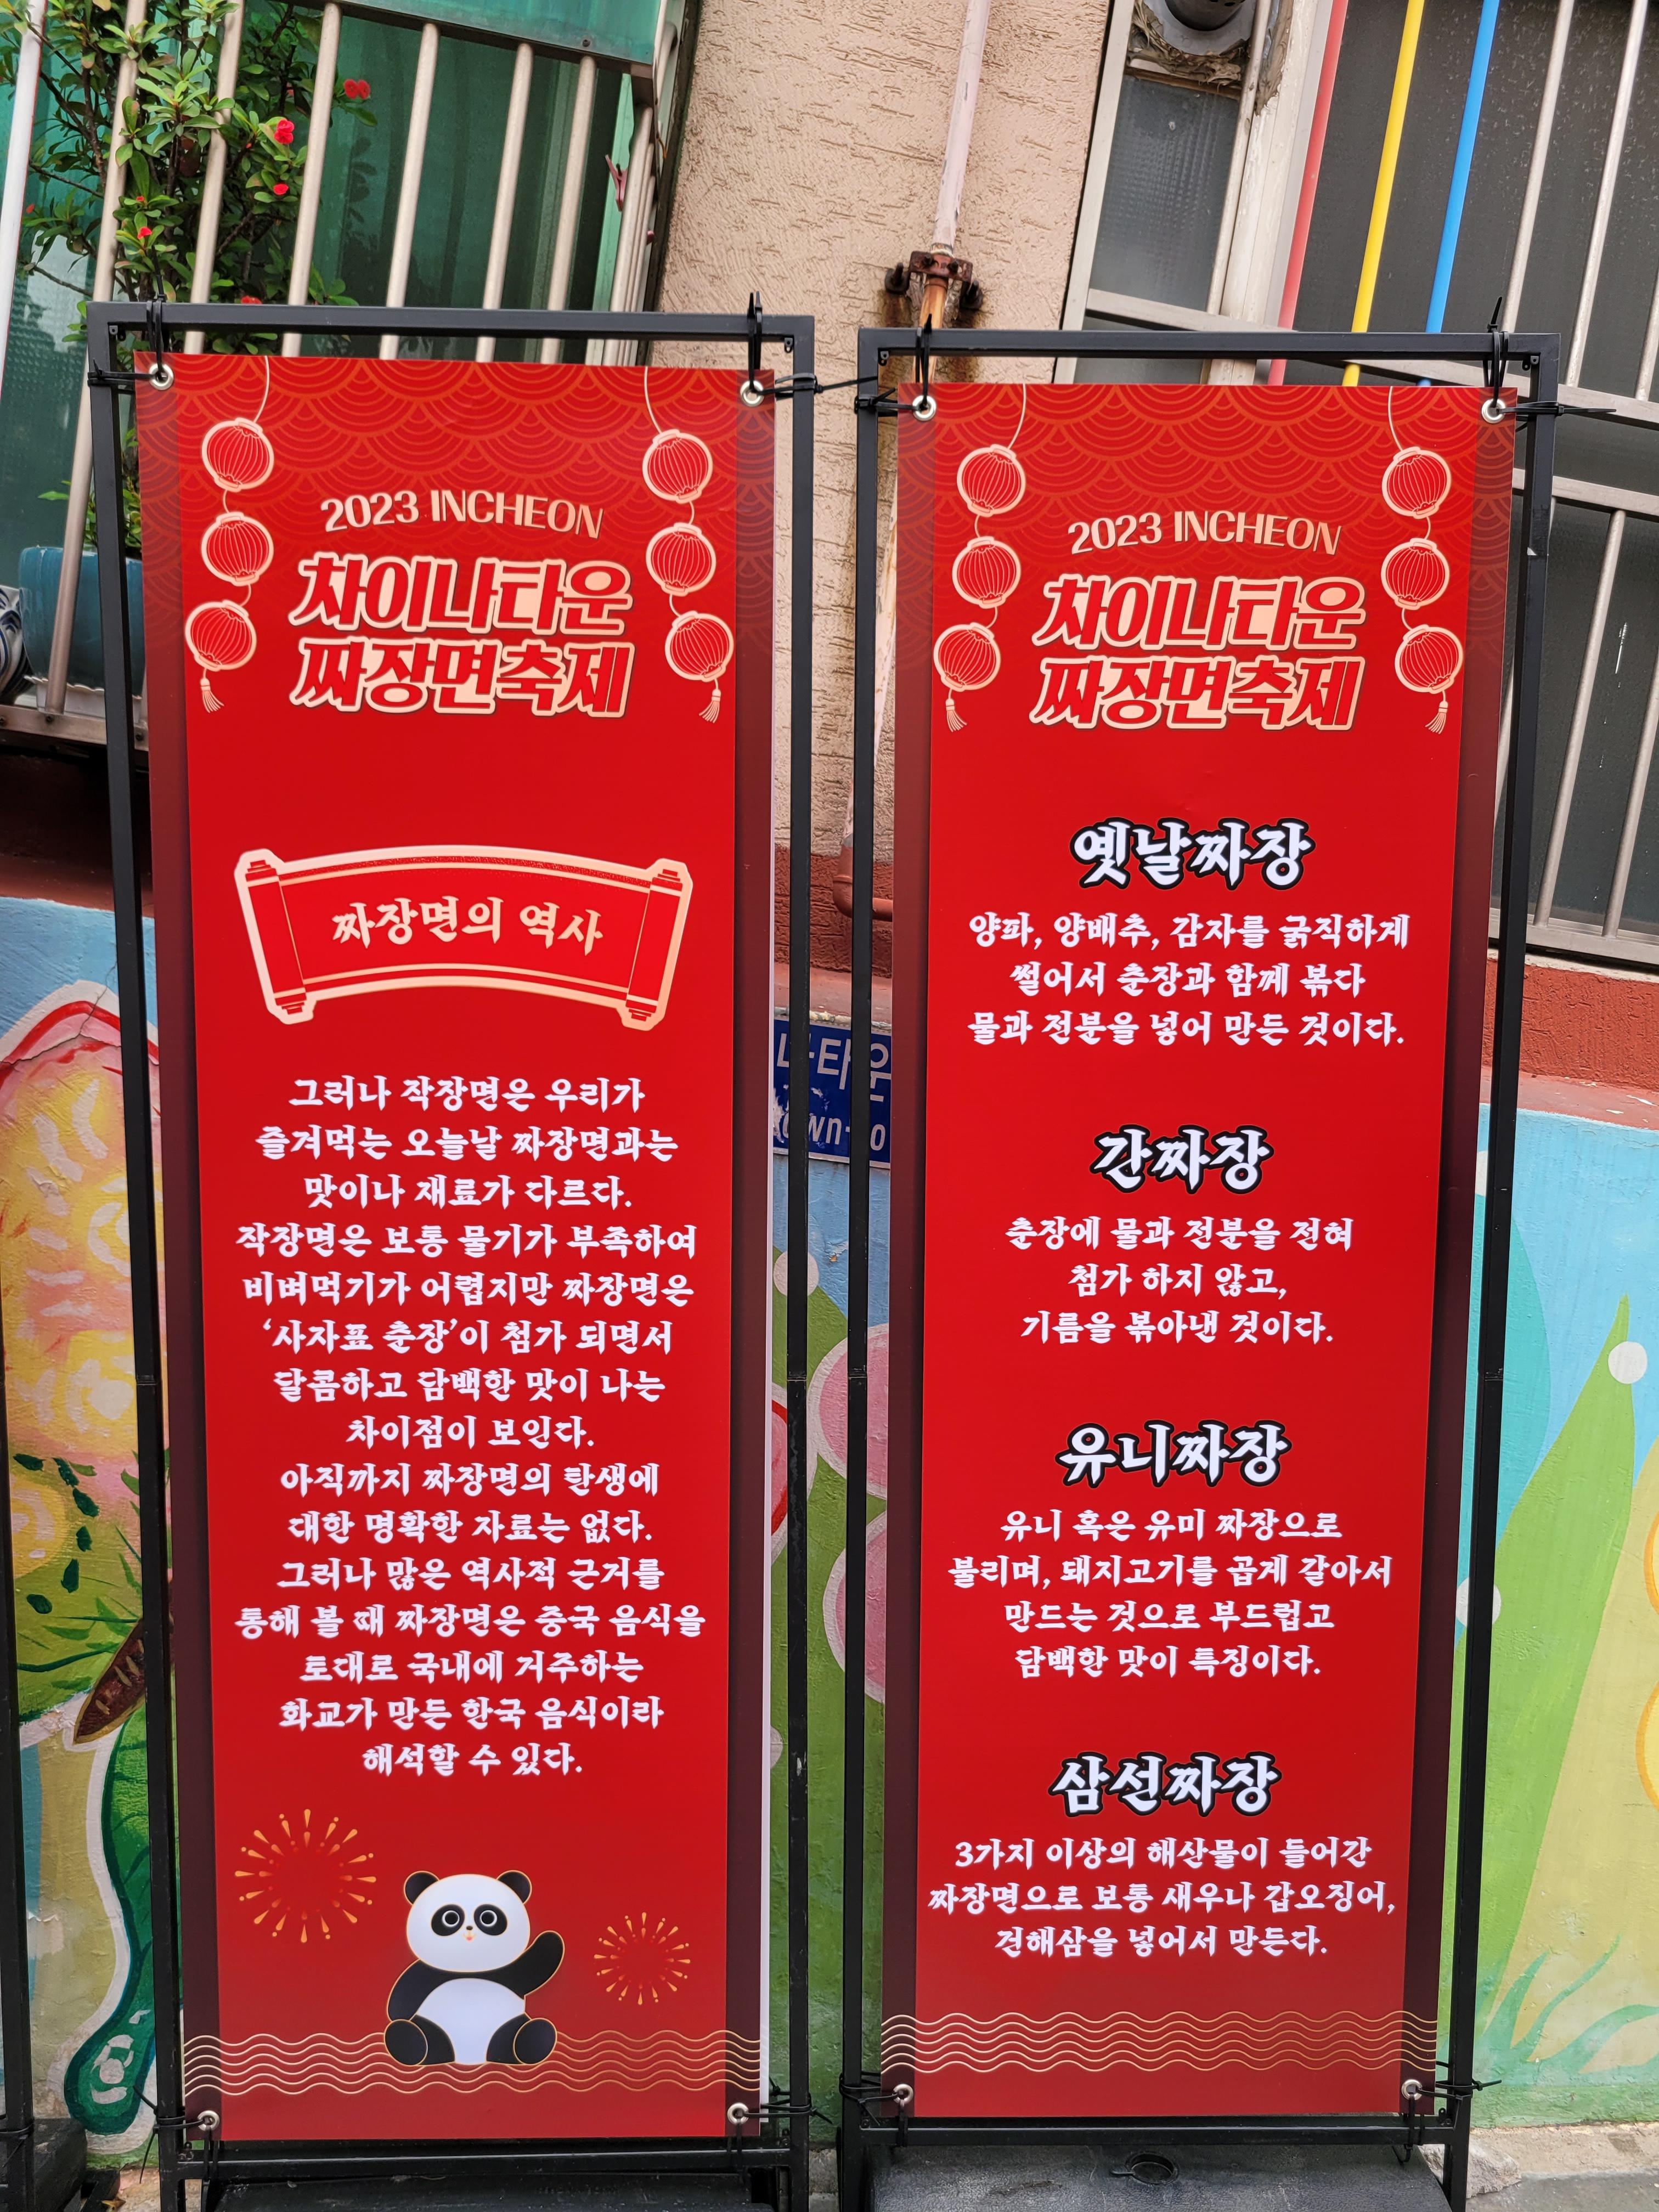 2023 INCHEON
차이나타운
짜장면축제
짜장면의 역사
그러나 작장면은 우리가
즐겨먹는 오늘날 짜장면과는
맛이나 재료가 다르다.
작장면은 보통 물기가 부족하여
비벼먹기가 어렵지만 짜장면은
‘사자표 춘장’이 첨가 되면서
달콤하고 담백한 맛이 나는
차이점이 보인다.
아직까지 짜장면의 탄생에
대한 명확한 자료는 없다.
그러나 많은 역사적 근거를
통해 볼 때 짜장면은 중국 음식을
토대로 국내에 거주하는
화교가 만든 한국 음식이라
해석할 수 있다.
타운
own-
2023 INCHEON
차이나타운
짜장면축제
옛날짜장
양파, 양배추, 감자를 굵직하게
썰어서 춘장과 함께 볶다
물과 전분을 넣어 만든 것이다.
간짜장
춘장에 물과 전분을 전혀
첨가 하지 않고,
기름을 볶아낸 것이다.
유니짜장
유니 혹은 유미 짜장으로
불리며, 돼지고기를 곱게 갈아서
만드는 것으로 부드럽고
담백한 맛이 특징이다.
삼선짜장
3가지 이상의 해산물이 들어간
짜장면으로 보통 새우나 갑오징어,
건해삼을 넣어서 만든다.